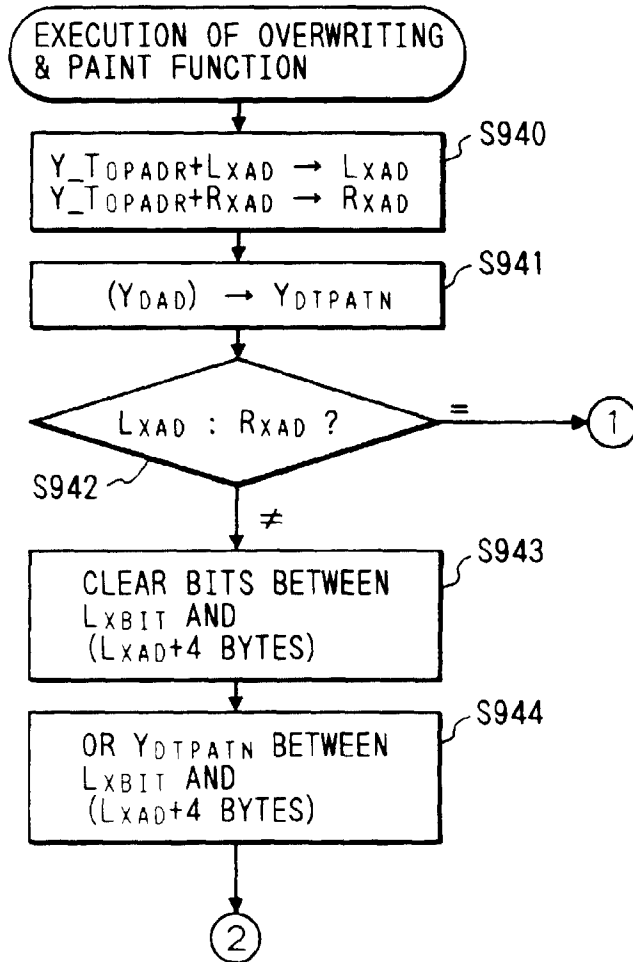 EXECUTION OF OVERWRITING
& PAINT FUNCTION
S940
Y_TOPADR+LXAD → LXAD
Y_TOPADR+RXAD → RXAD
S941
(YDAD) → YDTPATN
LXAD : RXAD ?
=
1
S942
≠
S943
CLEAR BITS BETWEEN
LXBIT AND
(LXAD+4 BYTES)
S944
OR YDTPATN BETWEEN
LXBIT AND
(LXAD+4 BYTES)
2